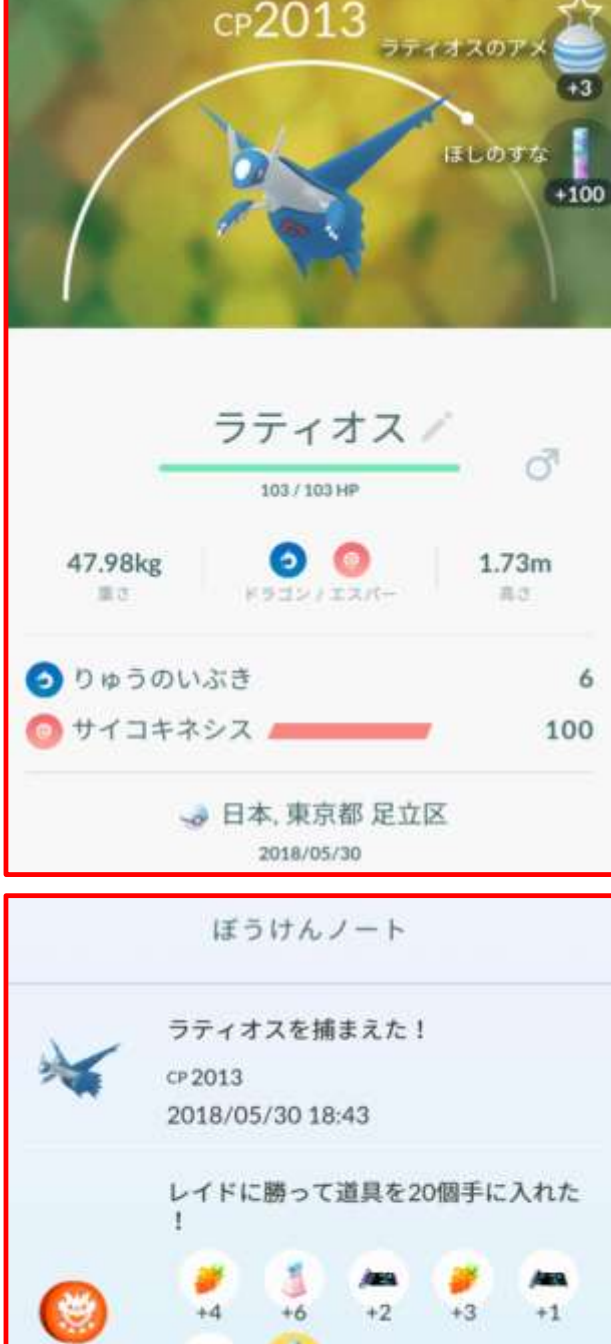 CP2013
ラティオスのアメ
+3
ほしのすな
+100
ラティオス
103 / 103 HP
47.98kg
重さ
ドラゴン / エスパー
1.73m
高さ
りゅうのいぶき 6
サイコキネシス 100
日本, 東京都 足立区
2018/05/30
ぼうけんノート
ラティオスを捕まえた！
CP 2013
2018/05/30 18:43
レイドに勝って道具を20個手に入れた
！
+4 +6 +2 +3 +1